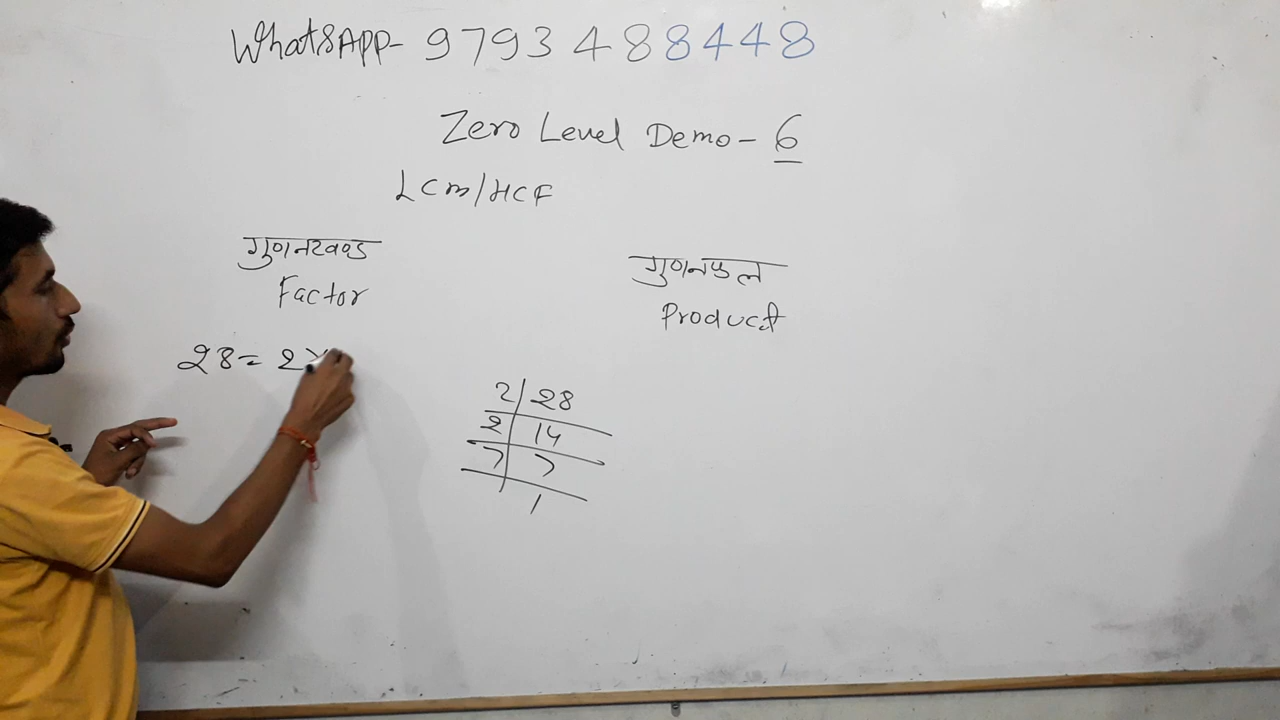 WhatsApp- 9793488448
Zero Level Demo-6
LCM/HCF
गुणनखण्ड
Factor
गुणनफल
Product
28= 2×
2 28
2 14
7 7
1